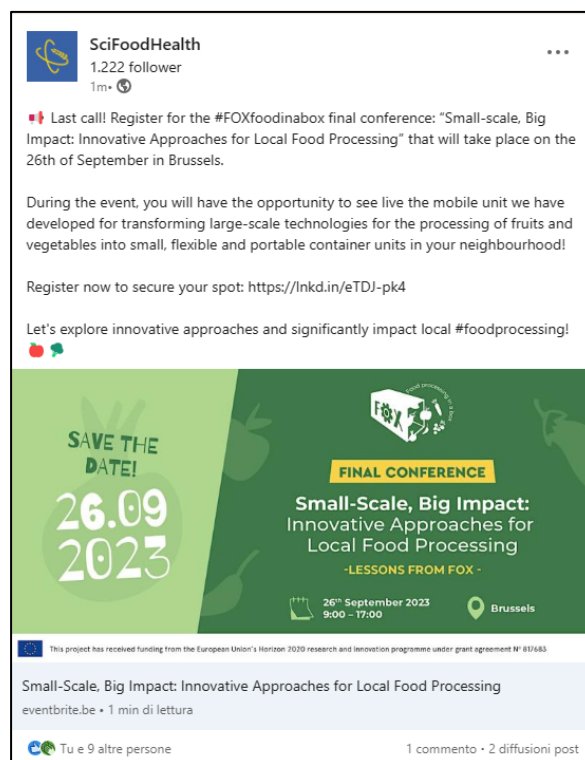 SciFoodHealth
1.222 follower
1m•
Last call! Register for the #FOXfoodinabox final conference: “Small-scale, Big
Impact: Innovative Approaches for Local Food Processing” that will take place on the
26th of September in Brussels.
During the event, you will have the opportunity to see live the mobile unit we have
developed for transforming large-scale technologies for the processing of fruits and
vegetables into small, flexible and portable container units in your neighbourhood!
Register now to secure your spot: https://lnkd.in/eTDJ-pk4
Let's explore innovative approaches and significantly impact local #foodprocessing!
SAVE THE
DATE!
26.09
2023
Food processing in a box
FOX
FINAL CONFERENCE
Small-Scale, Big Impact:
Innovative Approaches for
Local Food Processing
-LESSONS FROM FOX -
26th September 2023
9:00 – 17:00
Brussels
This project has received funding from the European Union's Horizon 2020 research and innovation programme under grant agreement N° 817683
Small-Scale, Big Impact: Innovative Approaches for Local Food Processing
eventbrite.be • 1 min di lettura
Tu e 9 altre persone
1 commento • 2 diffusioni post